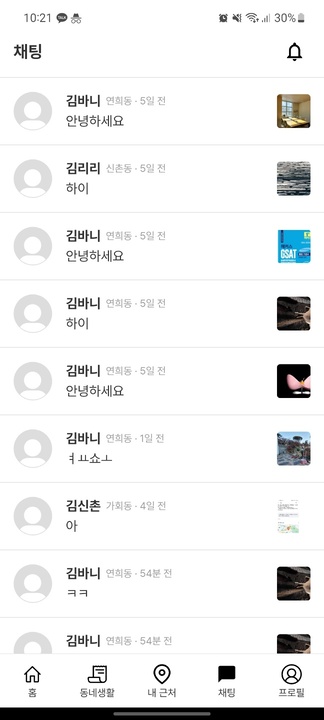 10:21
30%
채팅
김바니 연희동 · 5일 전
안녕하세요
김리리 신촌동 · 5일 전
하이
김바니 연희동 · 5일 전
안녕하세요
GSAT
김바니 연희동 · 5일 전
하이
김바니 연희동 · 5일 전
안녕하세요
김바니 연희동 · 1일 전
ㅕㅛ쇼ㅗ
김신촌 가회동 · 4일 전
아
김바니 연희동 · 54분 전
ㅋㅋ
김바니 연희동 · 54분 전
홈
동네생활
내 근처
채팅
프로필